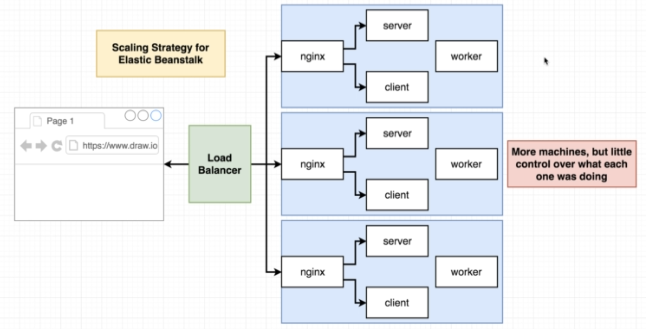 Scaling Strategy for
Elastic Beanstalk
Page 1
https://www.draw.io
Load
Balancer
nginx
server
client
worker
nginx
server
client
worker
nginx
server
client
worker
More machines, but little
control over what each
one was doing